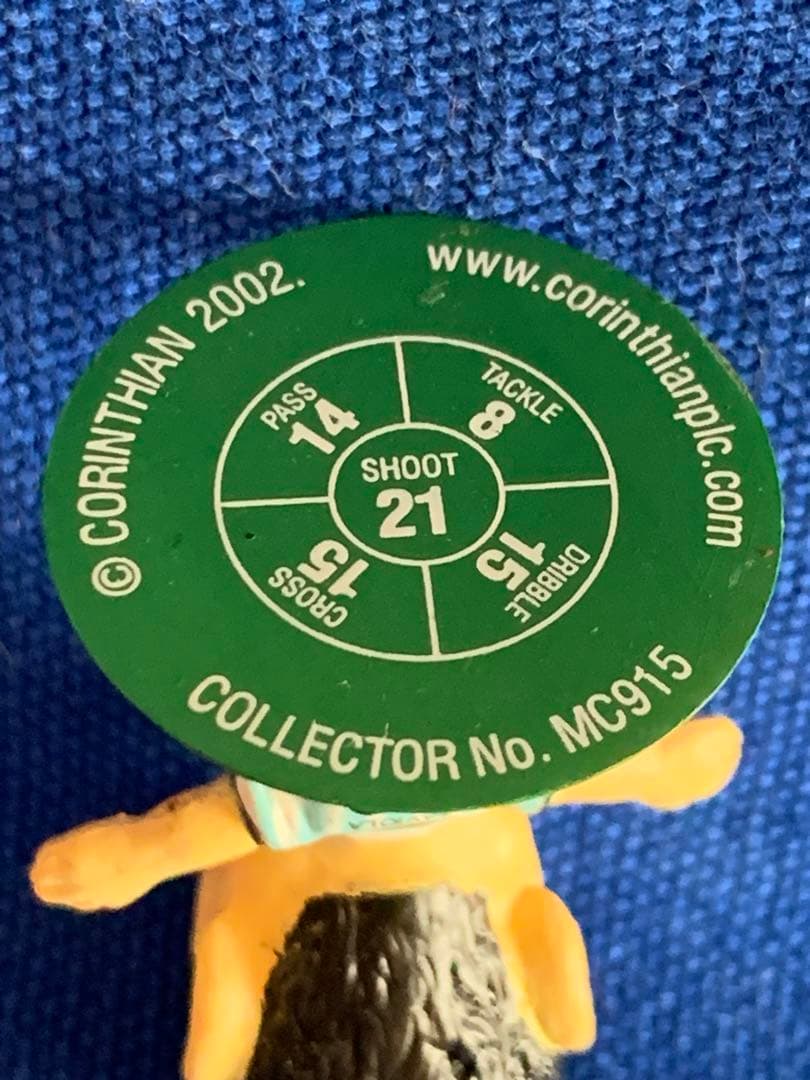 © CORINTHIAN 2002.
www.corinthianplc.com
PASS
14
TACKLE
8
SHOOT
21
CROSS
15
DRIBBLE
15
COLLECTOR No. MC915